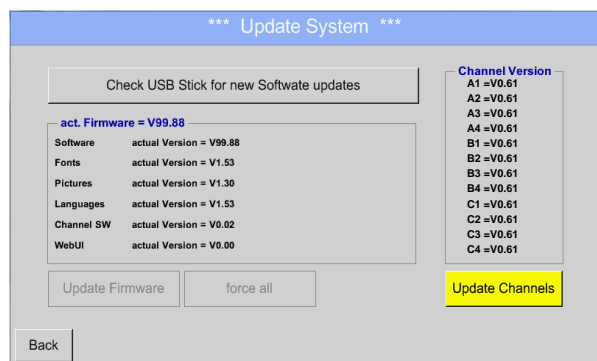 *** Update System ***
Check USB Stick for new Softwate updates
act. Firmware = V99.88
Software actual Version = V99.88
Fonts actual Version = V1.53
Pictures actual Version = V1.30
Languages actual Version = V1.53
Channel SW actual Version = V0.02
WebUI actual Version = V0.00
Channel Version
A1 =V0.61
A2 =V0.61
A3 =V0.61
A4 =V0.61
B1 =V0.61
B2 =V0.61
B3 =V0.61
B4 =V0.61
C1 =V0.61
C2 =V0.61
C3 =V0.61
C4 =V0.61
Update Firmware
force all
Update Channels
Back